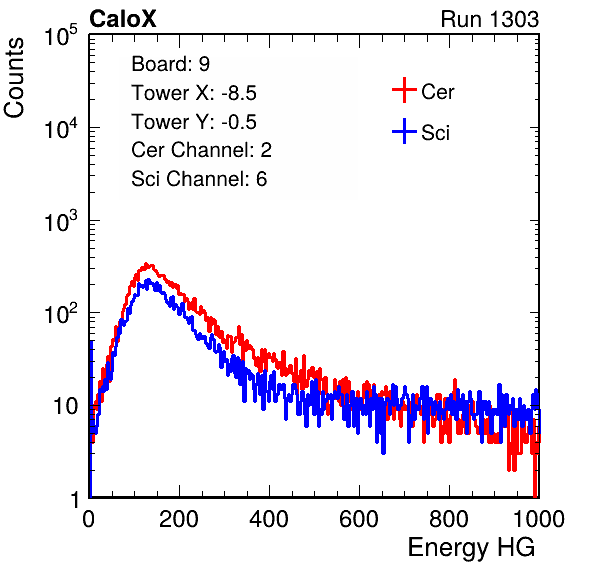 CaloX Run 1303
Counts
Board: 9
Tower X: -8.5
Tower Y: -0.5
Cer Channel: 2
Sci Channel: 6
Cer
Sci
10^5
10^4
10^3
10^2
10
1
0 200 400 600 800 1000
Energy HG